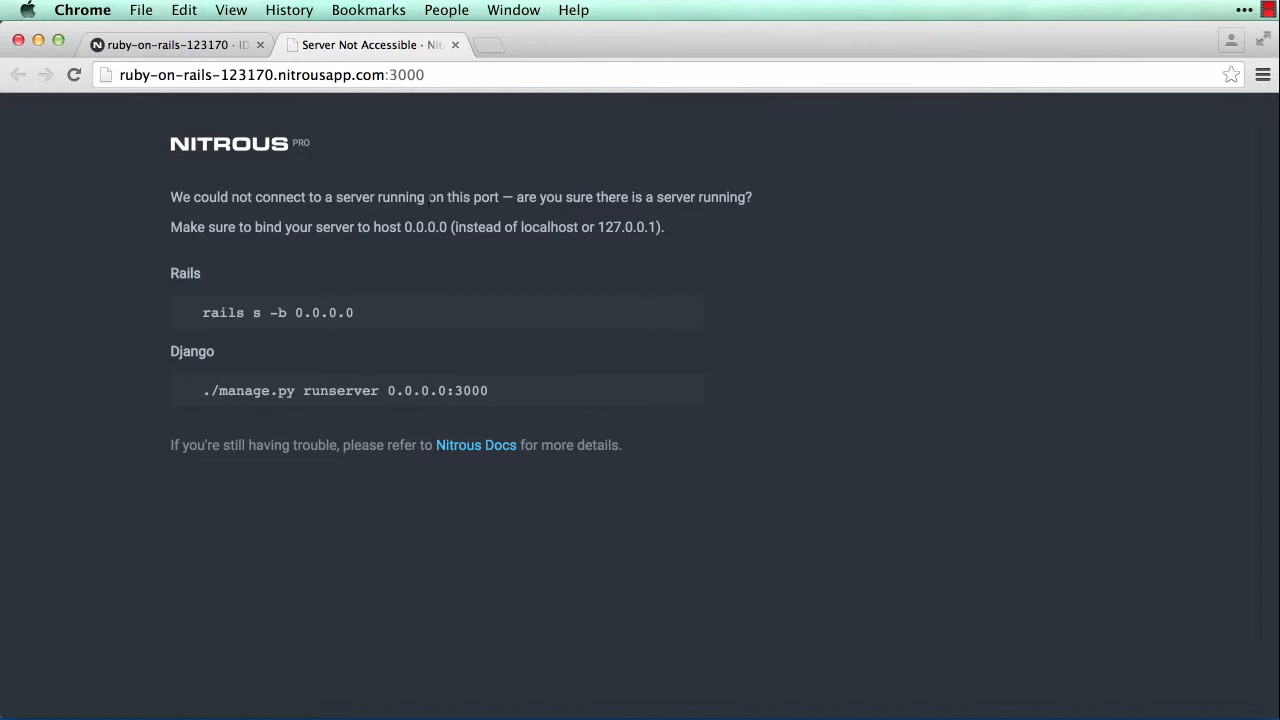 Chrome File Edit View History Bookmarks People Window Help
ruby-on-rails-123170 · ID
Server Not Accessible · Nit
ruby-on-rails-123170.nitrousapp.com:3000
NITROUS PRO
We could not connect to a server running on this port — are you sure there is a server running?
Make sure to bind your server to host 0.0.0.0 (instead of localhost or 127.0.0.1).
Rails
rails s -b 0.0.0.0
Django
./manage.py runserver 0.0.0.0:3000
If you're still having trouble, please refer to Nitrous Docs for more details.